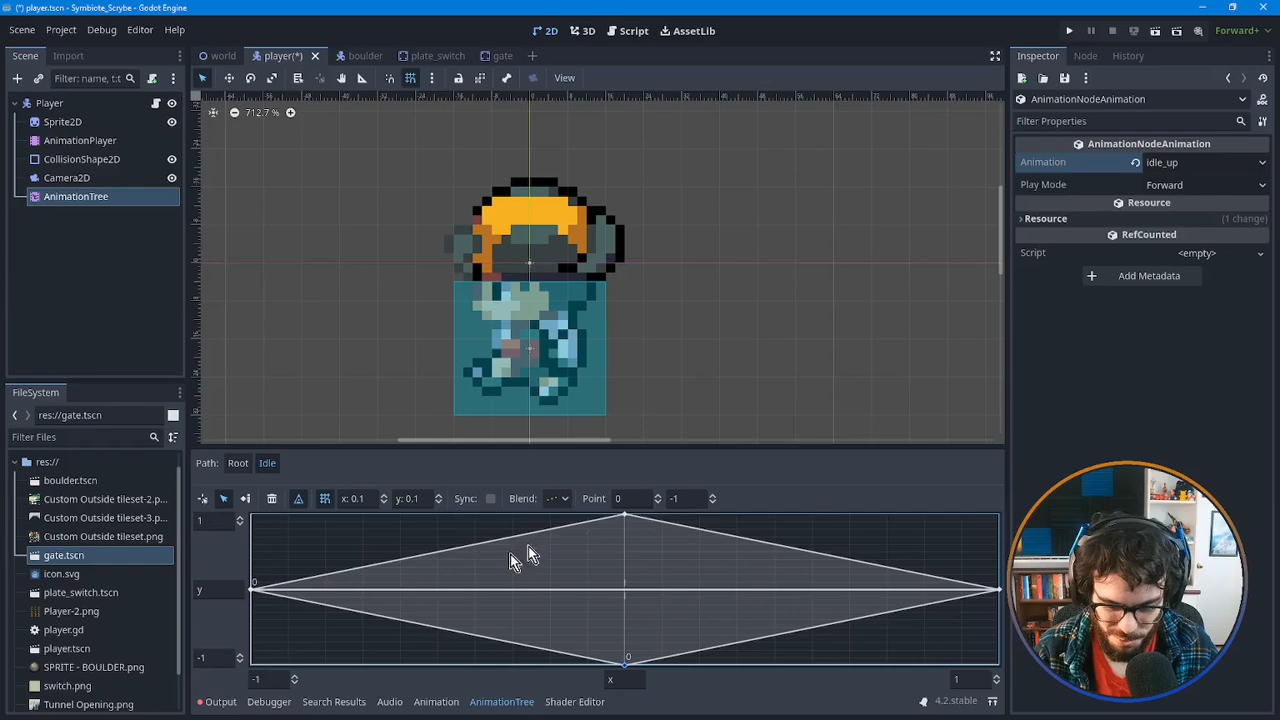 (*) player.tscn - Symbiote_Scrybe - Godot Engine
Scene Project Debug Editor Help
2D 3D Script AssetLib
Forward+
Scene Import
Filter: name, t:t
Player
Sprite2D
AnimationPlayer
CollisionShape2D
Camera2D
AnimationTree
FileSystem
res://gate.tscn
Filter Files
res://
boulder.tscn
Custom Outside tileset-2.p...
Custom Outside tileset-3.p...
Custom Outside tileset.png
gate.tscn
icon.svg
plate_switch.tscn
Player-2.png
player.gd
player.tscn
SPRITE - BOULDER.png
switch.png
Tunnel Opening.png
world player(*) boulder plate_switch gate
View
712.7 %
Path: Root Idle
x: 0.1 y: 0.1 Sync: Blend: Point 0 -1
1
y
-1
0
0
-1 x 1
Output Debugger Search Results Audio Animation AnimationTree Shader Editor
4.2.stable
Inspector Node History
AnimationNodeAnimation
Filter Properties
AnimationNodeAnimation
Animation idle_up
Play Mode Forward
Resource
Resource (1 change)
RefCounted
Script <empty>
Add Metadata